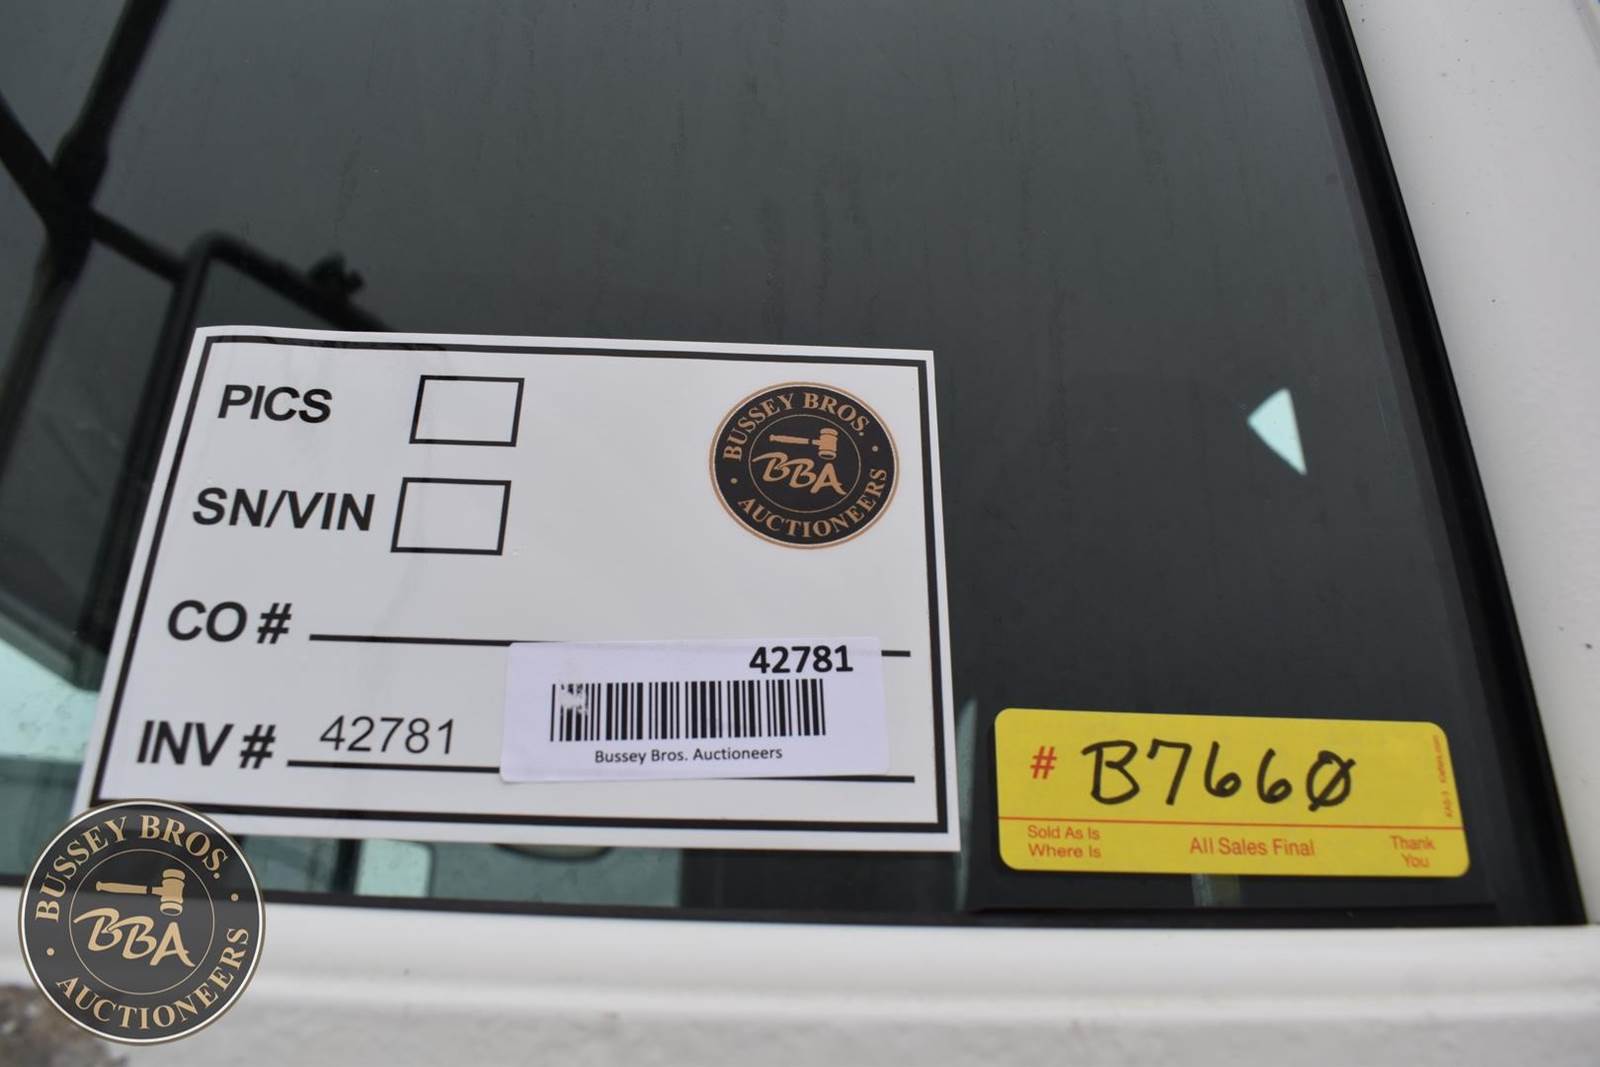 PICS
BUSSEY BROS.
BBA
AUCTIONEERS
SN/VIN
CO #
42781
INV # 42781
Bussey Bros. Auctioneers
# B7660
Sold As Is
Where Is
All Sales Final
Thank
You
BUSSEY BROS.
BBA
AUCTIONEERS